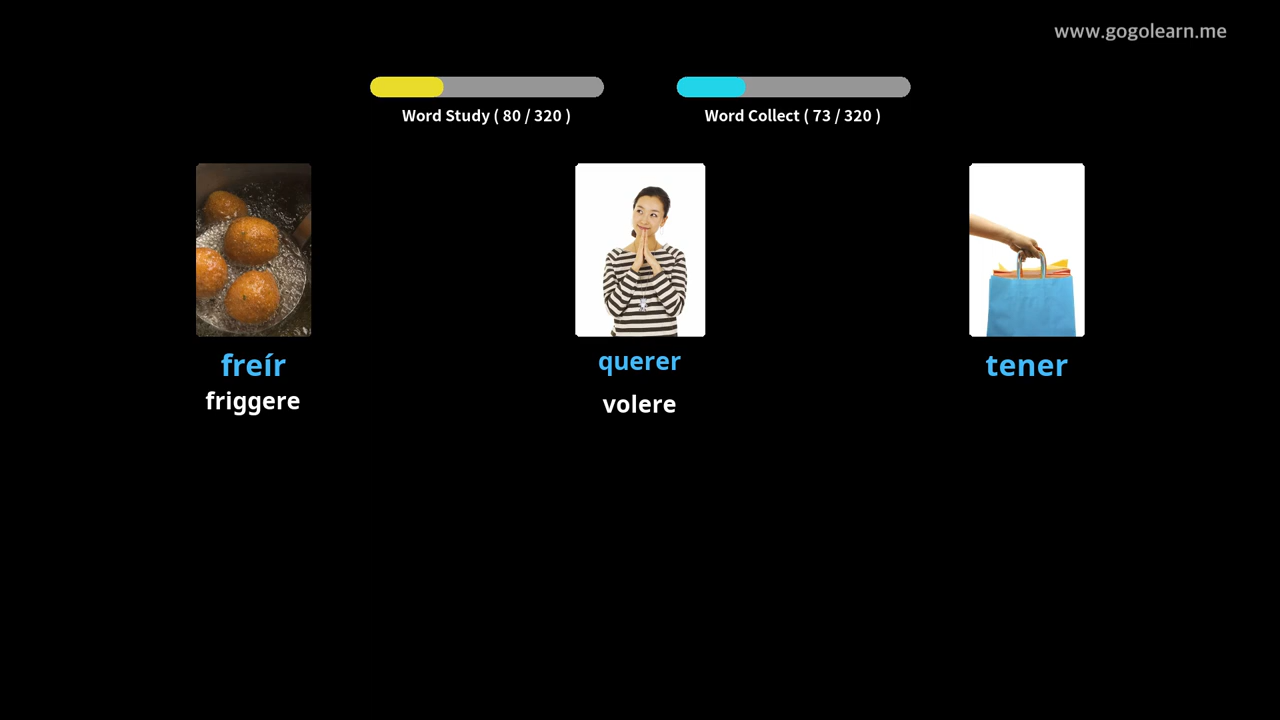 www.gogolearn.me
Word Study ( 80 / 320 )
Word Collect ( 73 / 320 )
freír
friggere
querer
volere
tener